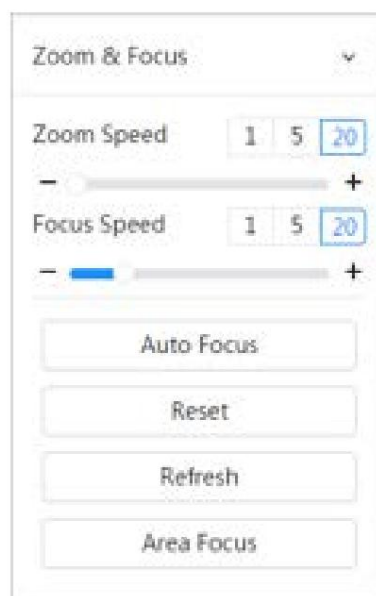 Zoom & Focus
Zoom Speed 1 5 20
− +
Focus Speed 1 5 20
− +
Auto Focus
Reset
Refresh
Area Focus